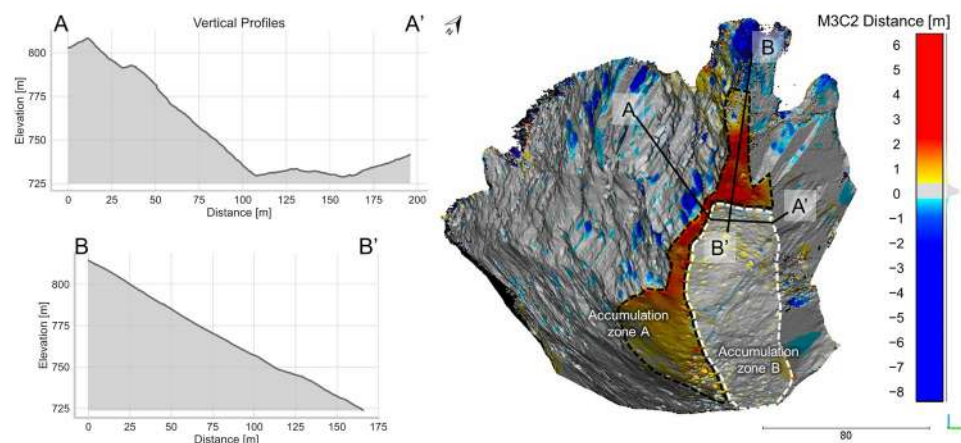 A
Vertical Profiles
A’
Elevation [m]
800
775
750
725
0
25
50
75
100
125
150
175
200
Distance [m]
B
B’
Elevation [m]
800
775
750
725
0
25
50
75
100
125
150
175
Distance [m]
N
M3C2 Distance [m]
B
A
A’
B’
Accumulation
zone A
Accumulation
zone B
6
5
4
3
2
1
0
−1
−2
−3
−4
−5
−6
−7
−8
80